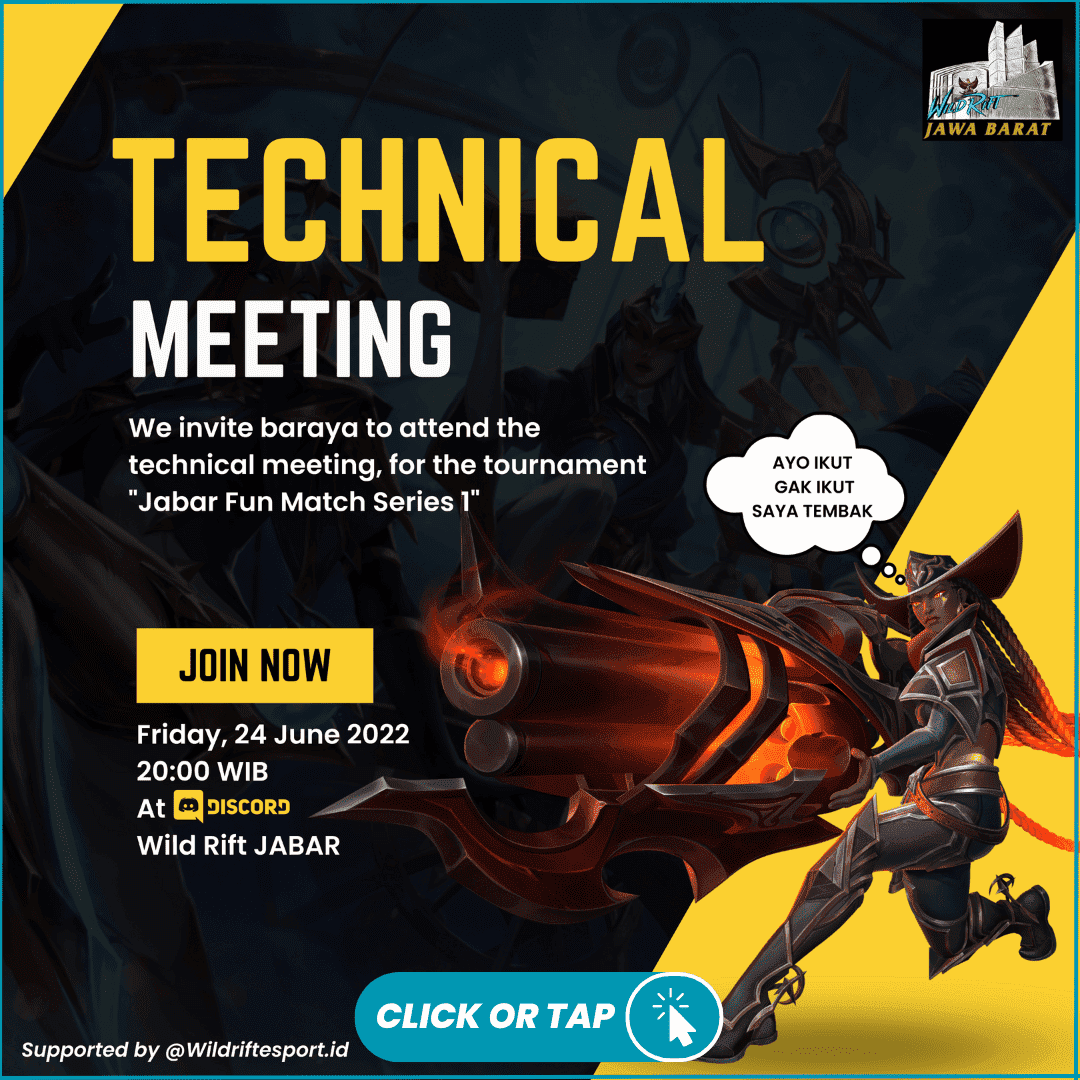 WILD RIFT
JAWA BARAT
TECHNICAL
MEETING
We invite baraya to attend the
technical meeting, for the tournament
"Jabar Fun Match Series 1"
AYO IKUT
GAK IKUT
SAYA TEMBAK
JOIN NOW
Friday, 24 June 2022
20:00 WIB
At DISCORD
Wild Rift JABAR
CLICK OR TAP
Supported by @Wildriftesport.id